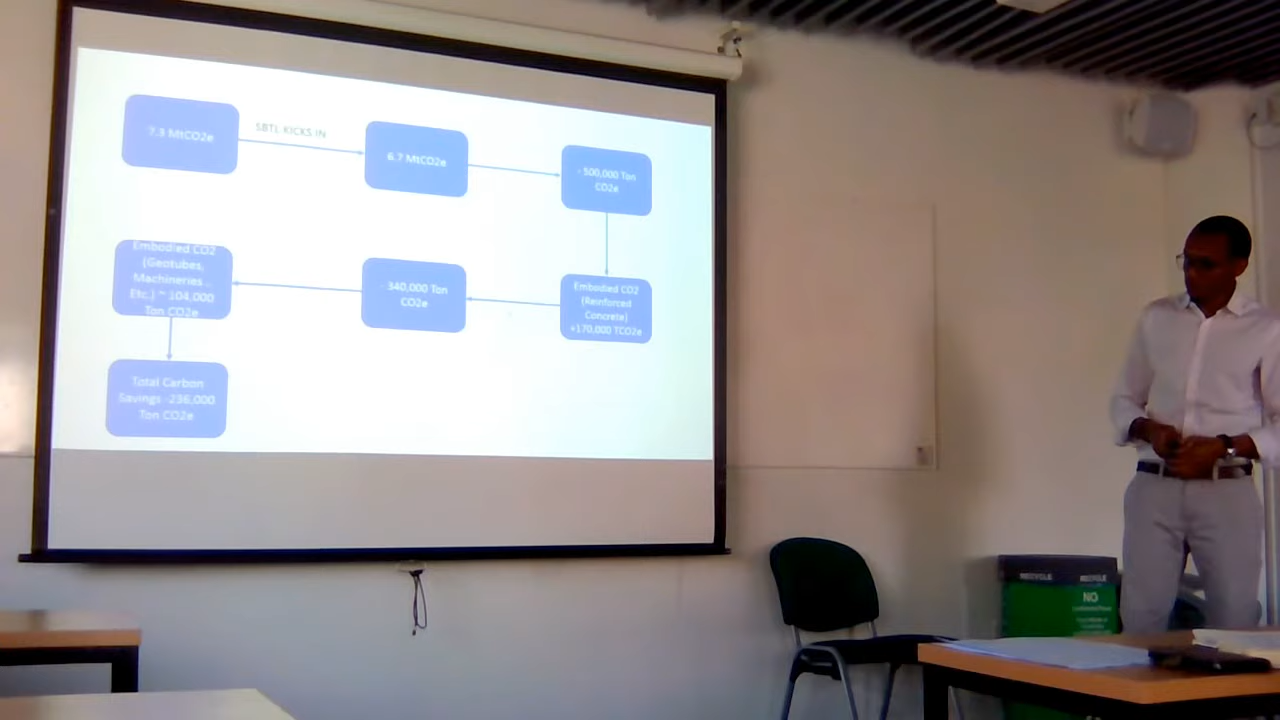 7.3 MtCO2e
SBTi, KICKS IN
6.7 MtCO2e
- 500,000 Ton
CO2e
Embodied CO2
(Reinforced
Concrete)
+170,000 TCO2e
- 340,000 Ton
CO2e
Embodied CO2
(Geotubes,
Machineries .
Etc.) ~ 104,000
Ton CO2e
Total Carbon
Savings -236,000
Ton CO2e
RECYCLE
RECYCLE
NO